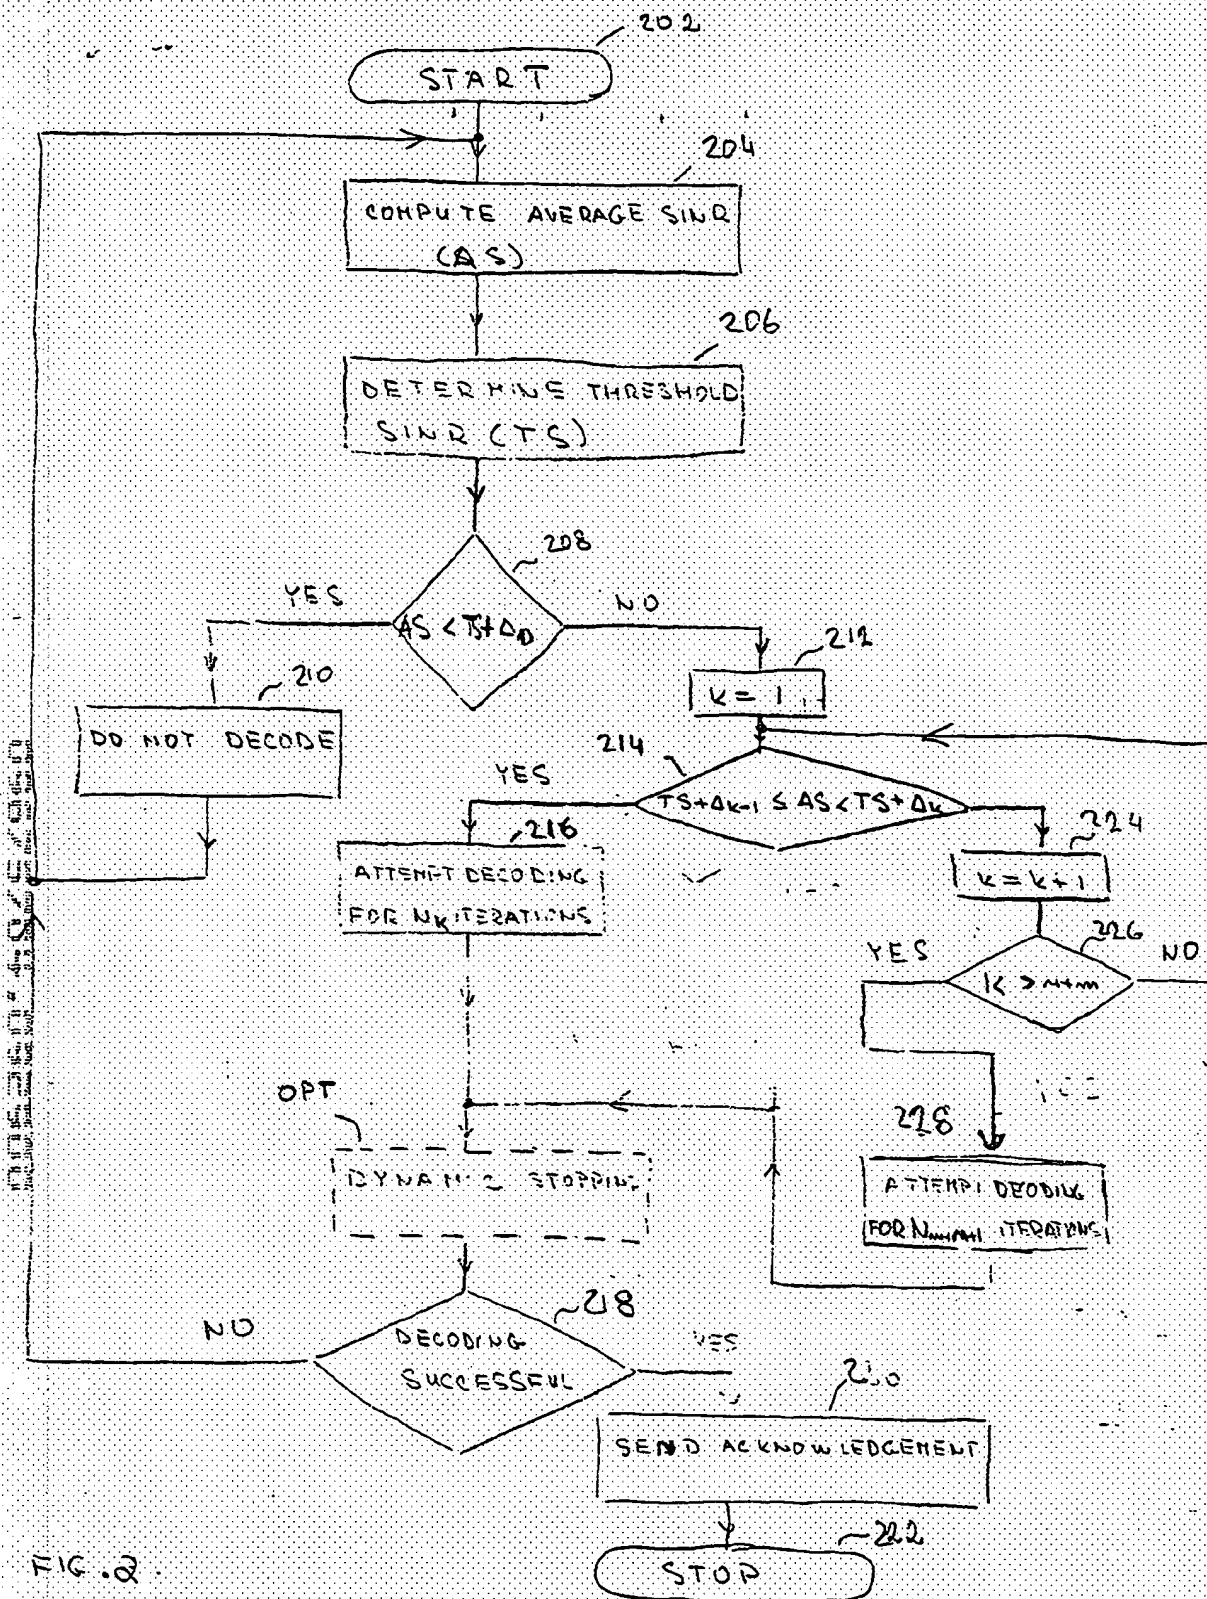 202
START
204
COMPUTE AVERAGE SINR
(AS)
206
DETERMINE THRESHOLD
SINR (TS)
208
YES
AS < TS+Δ0
NO
210
DO NOT DECODE
212
K = 1
214
YES
TS+ΔK-1 ≤ AS < TS+ΔK
216
ATTEMPT DECODING
FOR NK ITERATIONS
224
K = K+1
226
YES
K >
NO
OPT
DYNAMIC STOPPING
228
ATTEMPT DECODING
FOR ITERATIONS
218
NO
DECODING
SUCCESSFUL
YES
SEND ACKNOWLEDGEMENT
222
STOP
FIG. 2.